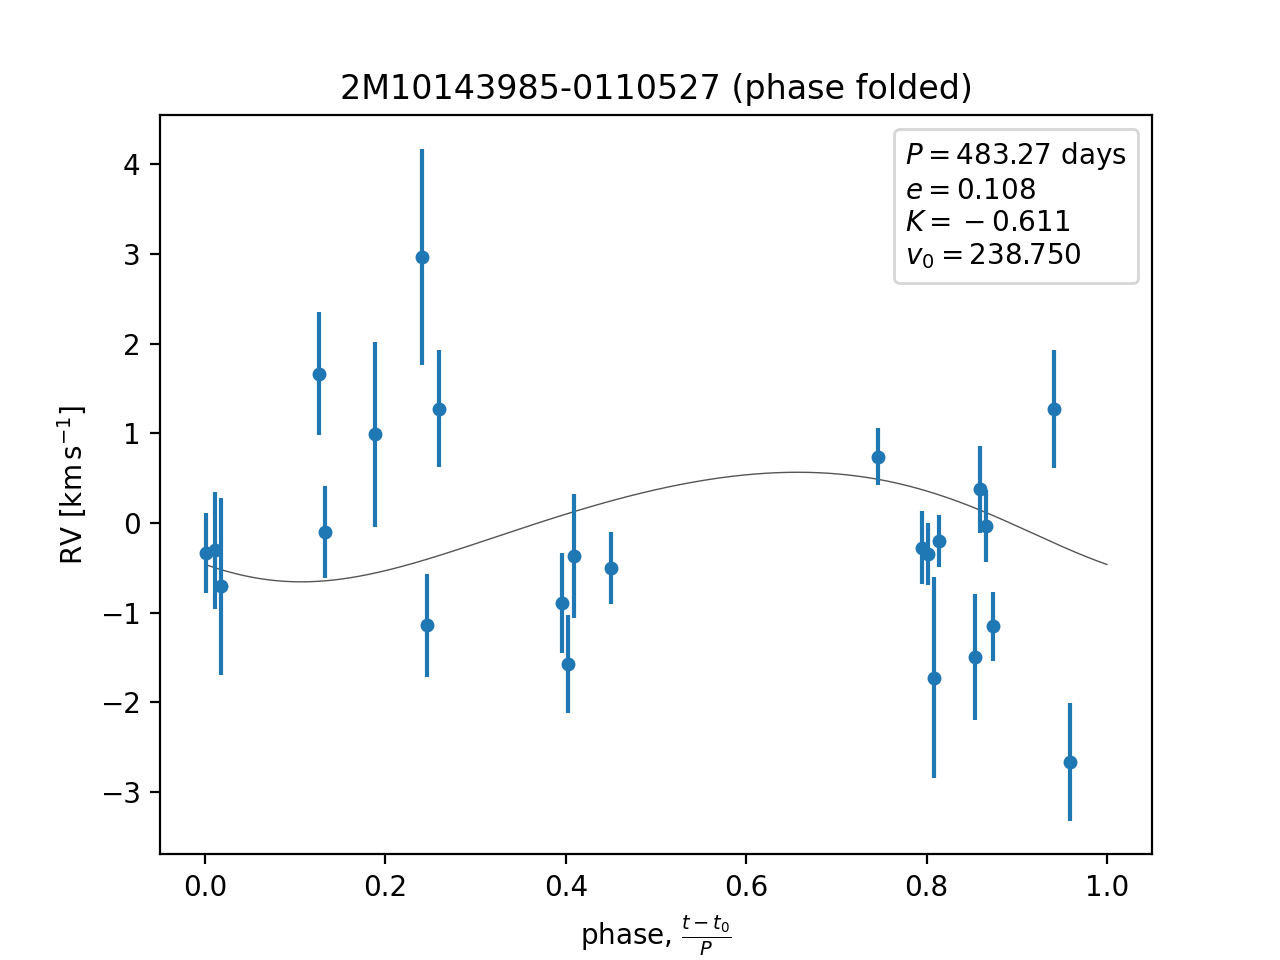 2M10143985-0110527 (phase folded)
P = 483.27 days
e = 0.108
K = −0.611
v₀ = 238.750
4
3
2
1
0
−1
−2
−3
RV [km s⁻¹]
0.0 0.2 0.4 0.6 0.8 1.0
phase, (t − t₀)/P